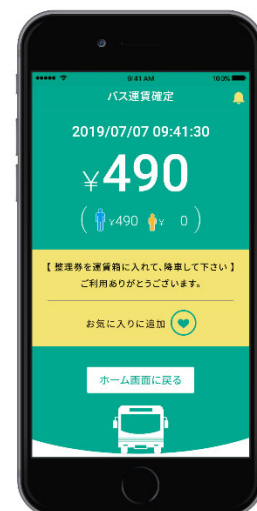 9:41 AM
100%
バス運賃確定
2019/07/07 09:41:30
¥490
( ¥490 ¥ 0 )
【 整理券を運賃箱に入れて、降車して下さい 】
ご利用ありがとうございます。
お気に入りに追加
ホーム画面に戻る